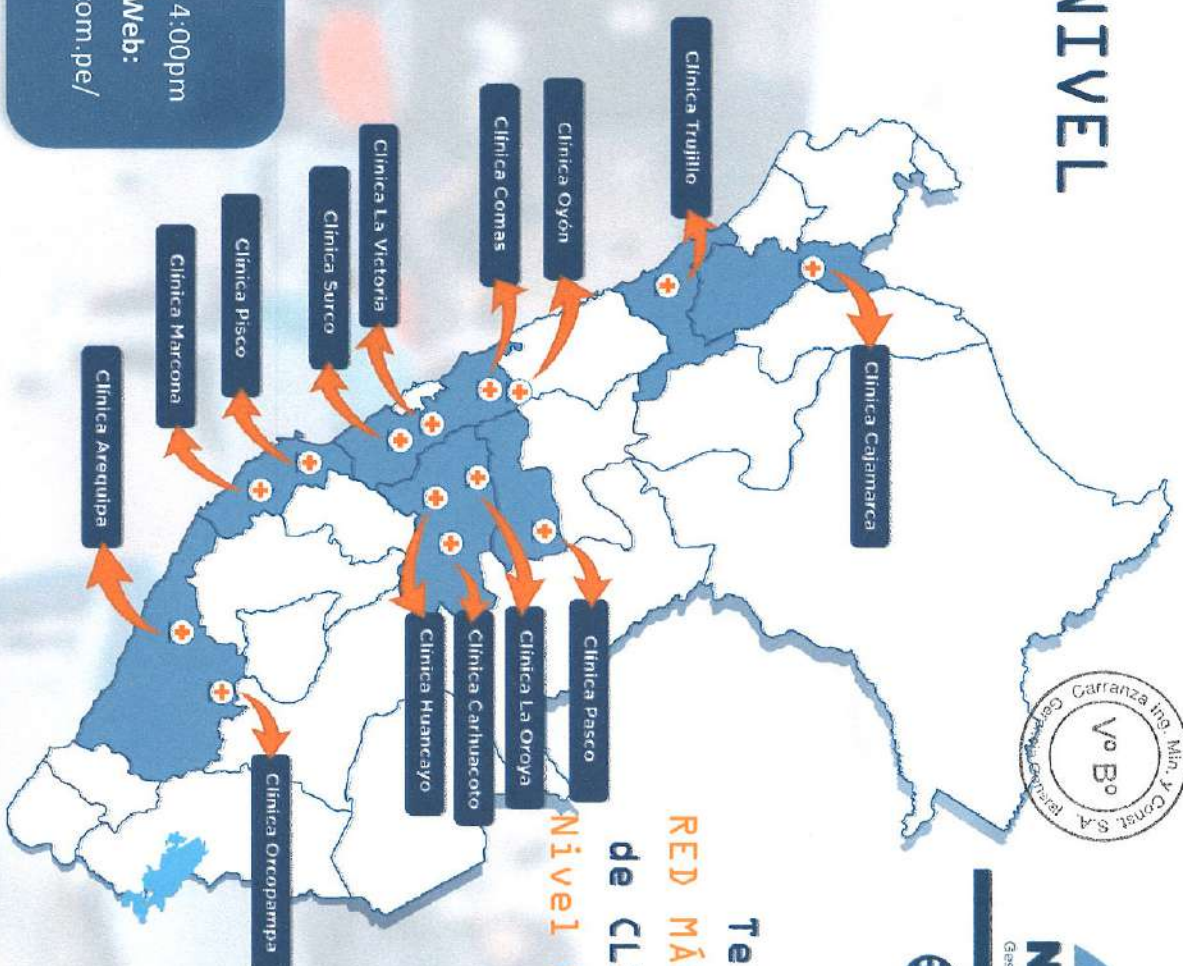 NIVEL
Clínica Cajamarca
Clínica Trujillo
Clínica Oyón
Clínica Comas
Clínica La Victoria
Clínica Surco
Clínica Pisco
Clínica Marcona
Clínica Arequipa
Clínica Pasco
Clínica La Oroya
Clínica Carhuacoto
Clínica Huancayo
Clínica Orcopampa
Carranza Ing. Min. y Const. S.A.
Vº Bº
Gerencia General
N
Ges
e
Te
RED MÁ
de CL
Nivel
4:00pm
Web:
om.pe/